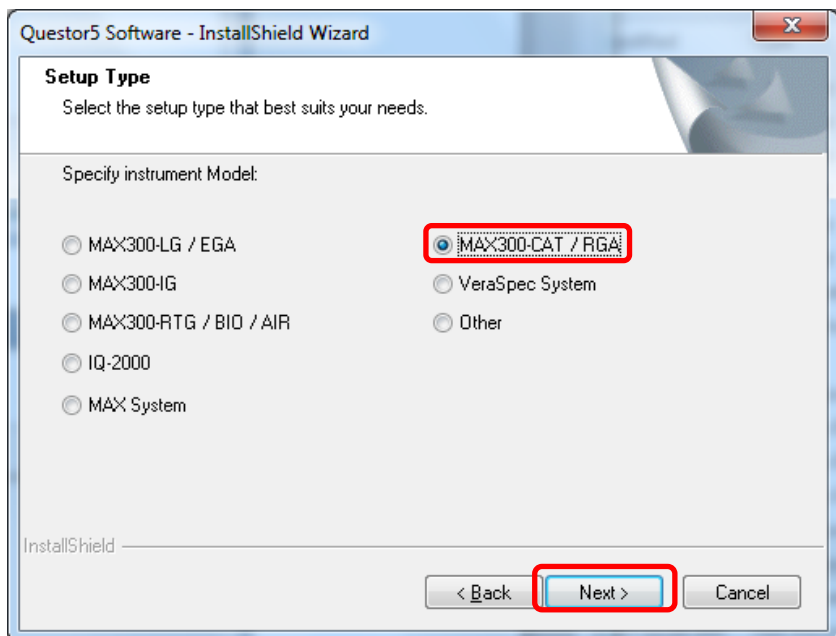 Questor5 Software - InstallShield Wizard
Setup Type
Select the setup type that best suits your needs.
Specify instrument Model:
MAX300-LG / EGA
MAX300-CAT / RGA
MAX300-IG
VeraSpec System
MAX300-RTG / BIO / AIR
Other
IQ-2000
MAX System
InstallShield
< Back
Next >
Cancel